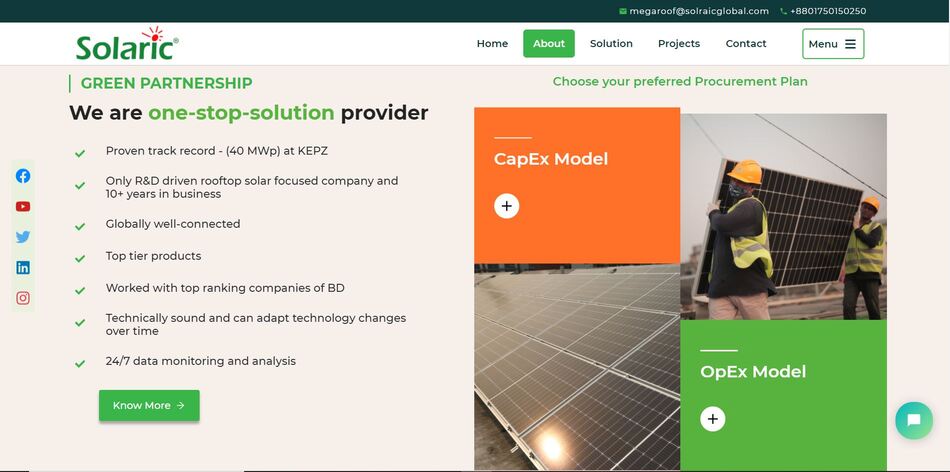 megaroof@solraicglobal.com +8801750150250
Solaric®
Home About Solution Projects Contact Menu
GREEN PARTNERSHIP
We are one-stop-solution provider
Proven track record - (40 MWp) at KEPZ
Only R&D driven rooftop solar focused company and
10+ years in business
Globally well-connected
Top tier products
Worked with top ranking companies of BD
Technically sound and can adapt technology changes
over time
24/7 data monitoring and analysis
Know More →
Choose your preferred Procurement Plan
CapEx Model
OpEx Model